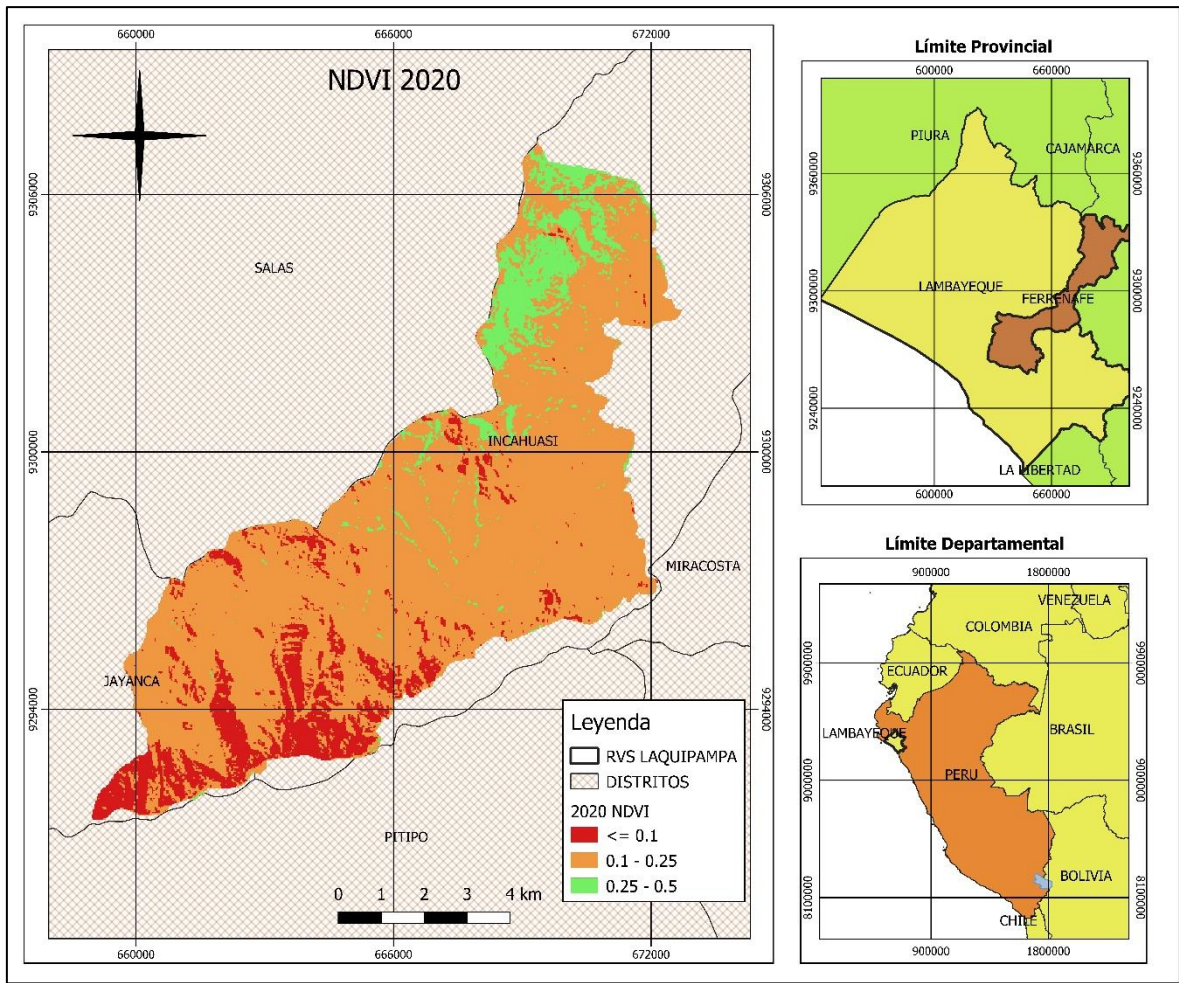 NDVI 2020
660000
666000
672000
9306000
9306000
SALAS
INCAHUASI
9300000
9300000
MIRACOSTA
JAYANCA
9294000
9294000
PITIPO
0 1 2 3 4 km
Leyenda
RVS LAQUIPAMPA
DISTRITOS
2020 NDVI
<= 0.1
0.1 - 0.25
0.25 - 0.5
660000
666000
672000
Límite Provincial
600000
660000
PIURA
CAJAMARCA
9360000
9360000
LAMBAYEQUE
FERREÑAFE
9300000
9300000
9240000
9240000
LA LIBERTAD
600000
660000
Límite Departamental
900000
1800000
VENEZUELA
COLOMBIA
ECUADOR
9900000
9900000
LAMBAYEQUE
BRASIL
PERU
9000000
9000000
BOLIVIA
8100000
8100000
CHILE
900000
1800000